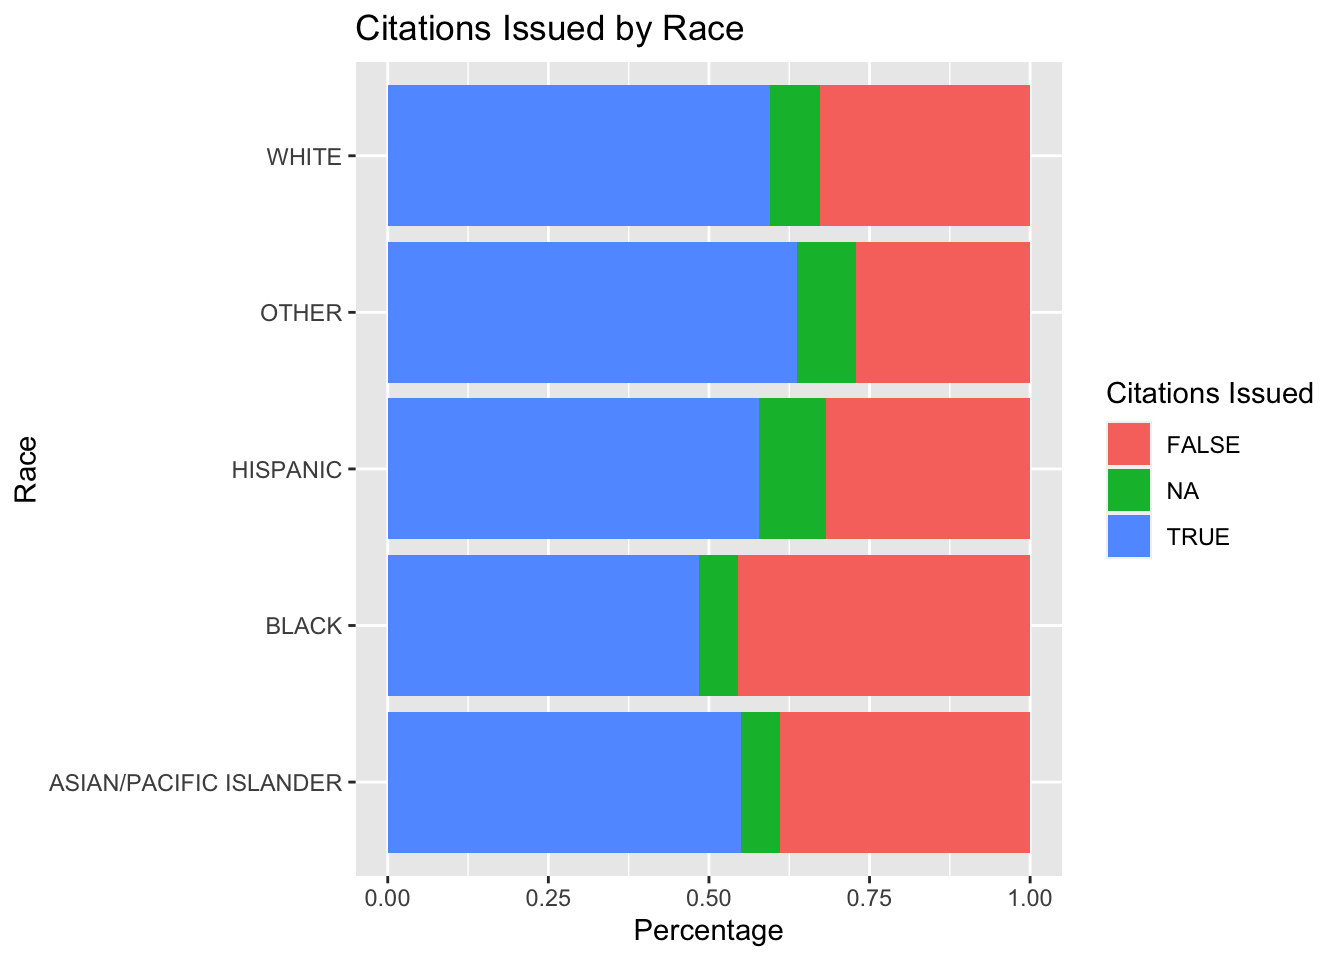 Citations Issued by Race
WHITE
OTHER
HISPANIC
BLACK
ASIAN/PACIFIC ISLANDER
Race
0.00 0.25 0.50 0.75 1.00
Percentage
Citations Issued
FALSE
NA
TRUE